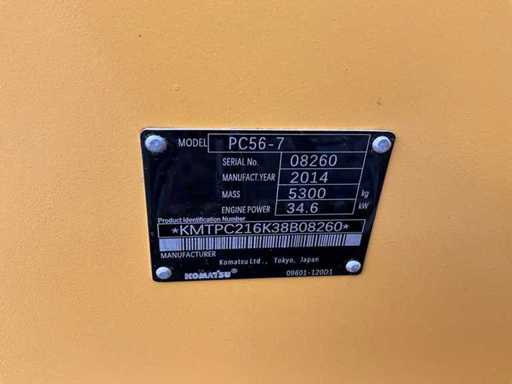 MODEL PC56-7
SERIAL No. 08260
MANUFACT.YEAR 2014
MASS 5300 kg
ENGINE POWER 34.6 kW
Product Identification Number
*KMTPC216K38B08260*
MANUFACTURER
Komatsu Ltd., Tokyo, Japan
KOMATSU 09601-120D1